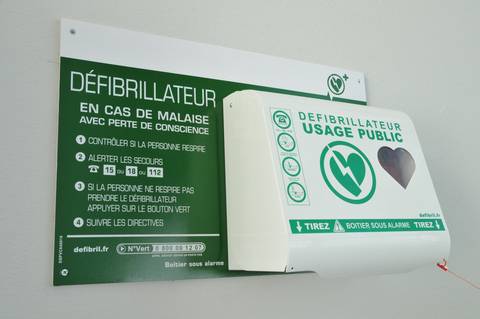 DÉFIBRILLATEUR
EN CAS DE MALAISE
AVEC PERTE DE CONSCIENCE
1 CONTRÔLER SI LA PERSONNE RESPIRE
2 ALERTER LES SECOURS
15 ou 18 ou 112
3 SI LA PERSONNE NE RESPIRE PAS
PRENDRE LE DÉFIBRILLATEUR
APPUYER SUR LE BOUTON VERT
4 SUIVRE LES DIRECTIVES
defibril.fr
N°Vert
Boitier sous alarme
DEFIBRILLATEUR
USAGE PUBLIC
defibril.fr
TIREZ BOITIER SOUS ALARME TIREZ